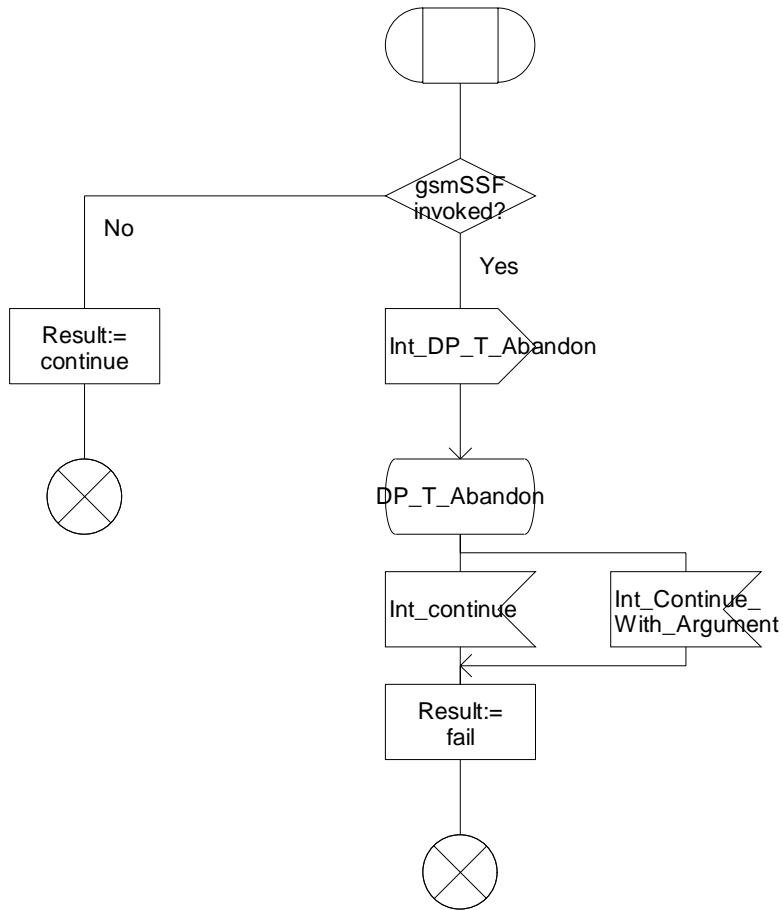 gsmSSF
invoked?
No
Yes
Result:=
continue
Int_DP_T_Abandon
DP_T_Abandon
Int_continue
Int_Continue_
With_Argument
Result:=
fail